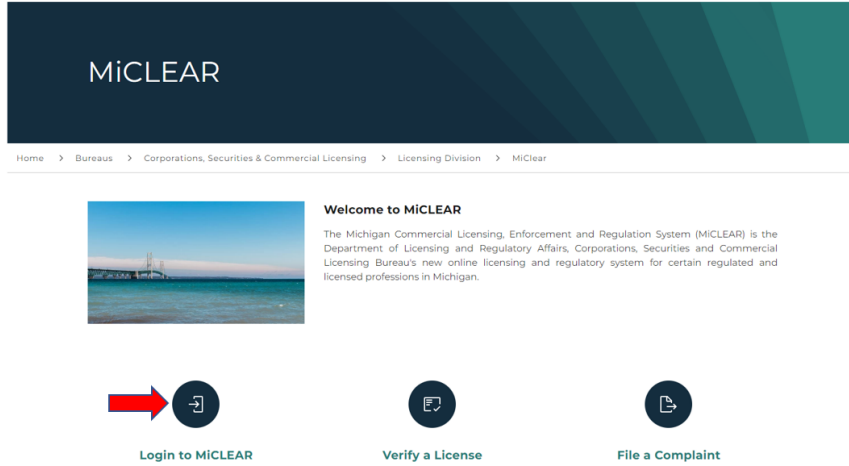 MiCLEAR
Home > Bureaus > Corporations, Securities & Commercial Licensing > Licensing Division > MiClear
Welcome to MiCLEAR
The Michigan Commercial Licensing, Enforcement and Regulation System (MiCLEAR) is the
Department of Licensing and Regulatory Affairs, Corporations, Securities and Commercial
Licensing Bureau's new online licensing and regulatory system for certain regulated and
licensed professions in Michigan.
Login to MiCLEAR
Verify a License
File a Complaint